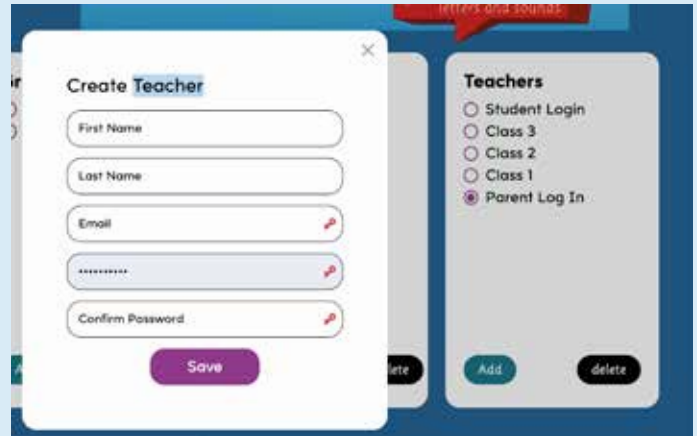 letters and sounds
Create Teacher
First Name
Last Name
Email
Confirm Password
Save
Teachers
Student Login
Class 3
Class 2
Class 1
Parent Log In
Add
delete